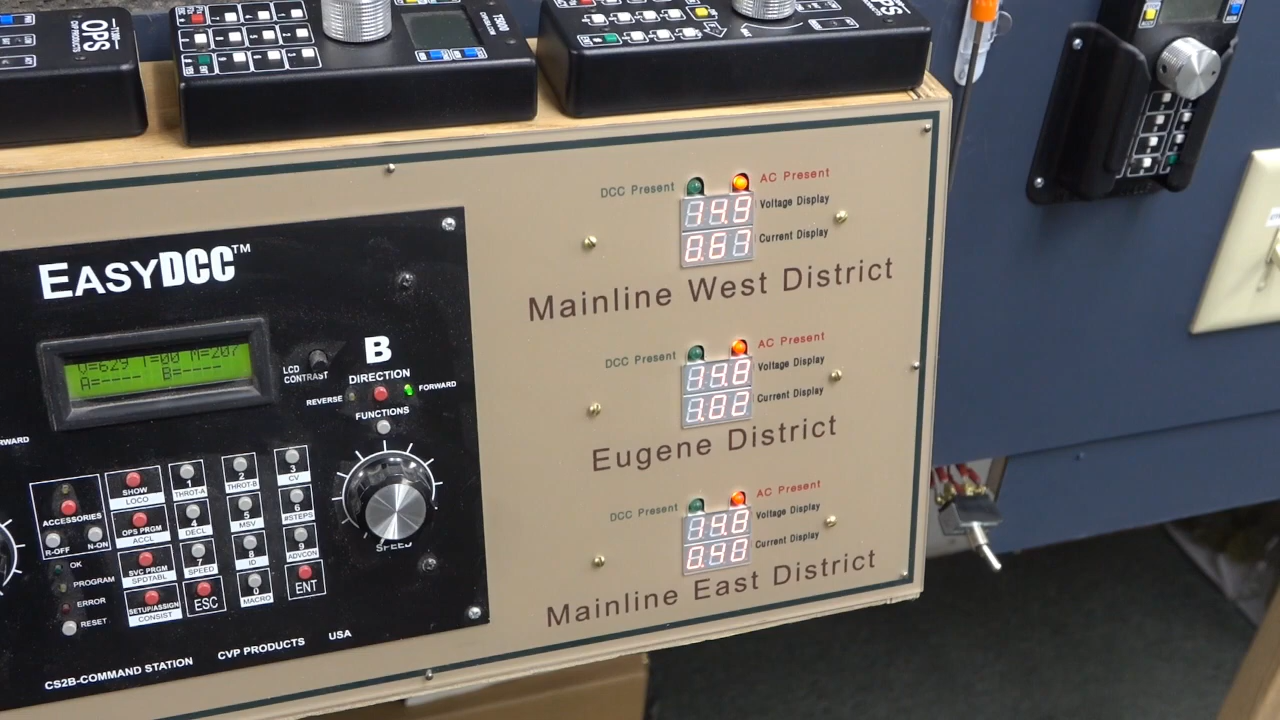 OPS
CVP PRODUCTS
T5000
OPS
DCC Present
AC Present
Voltage Display
Current Display
Mainline West District
DCC Present
AC Present
Voltage Display
Current Display
Eugene District
DCC Present
AC Present
Voltage Display
Current Display
Mainline East District
EASYDCC™
V=629 T=00 M=207
A=---- B=----
LCD
CONTRAST
B
DIRECTION
REVERSE
FORWARD
FUNCTIONS
SPEED
RWARD
ACCESSORIES
R-OFF
N-ON
OK
PROGRAM
ERROR
RESET
SHOW
LOCO
1
THROT-A
2
THROT-B
3
CV
OPS PRGM
ACCL
4
DECL
5
MSV
6
#STEPS
SVC PRGM
SPDTABL
7
SPEED
8
ID
9
ADVCON
SETUP/ASSIGN
CONSIST
ESC
0
MACRO
ENT
CS2B-COMMAND STATION
CVP PRODUCTS
USA